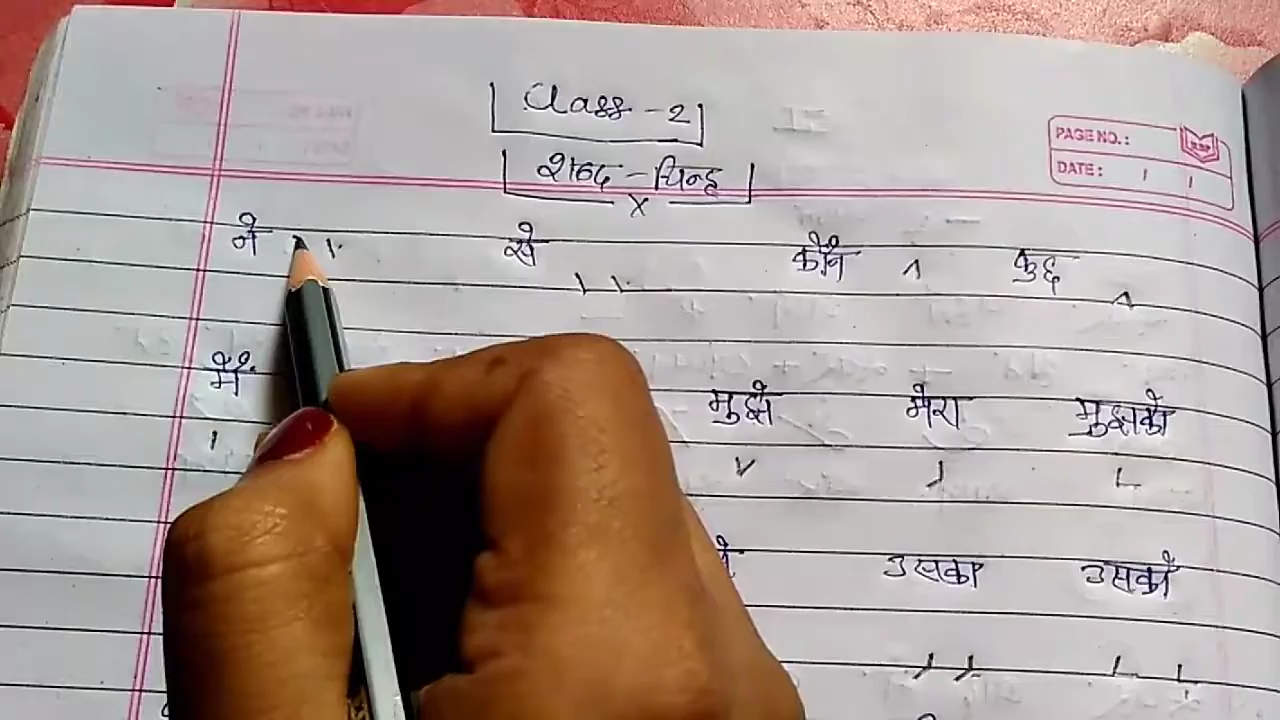 Class - 2
PAGE NO. :
शब्द - चिन्ह
DATE :
ने से कौन कुछ
में मुझे मेरा मुझको
उसका उसको